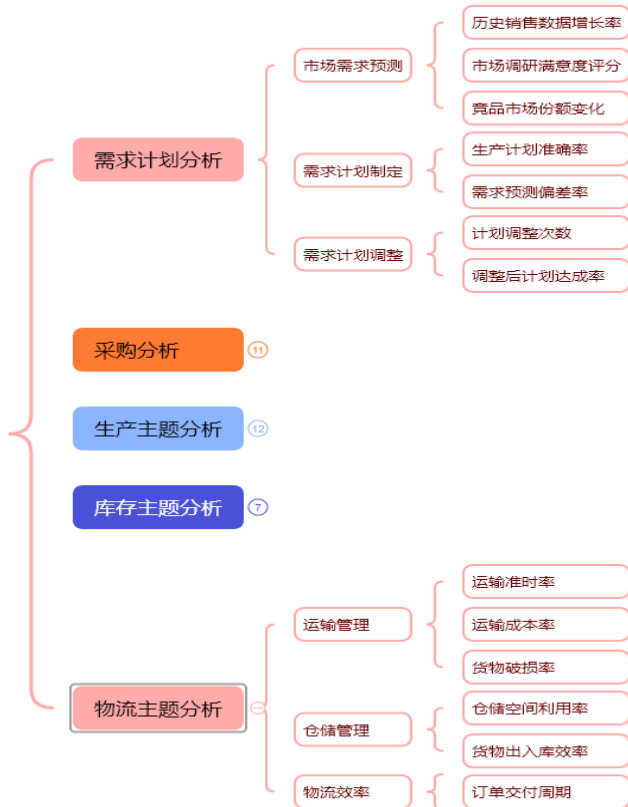 需求计划分析
市场需求预测
历史销售数据增长率
市场调研满意度评分
竟品市场份额变化
需求计划制定
生产计划准确率
需求预测偏差率
需求计划调整
计划调整次数
调整后计划达成率
采购分析
11
生产主题分析
12
库存主题分析
7
物流主题分析
运输管理
运输准时率
运输成本率
货物破损率
仓储管理
仓储空间利用率
货物出入库效率
物流效率
订单交付周期